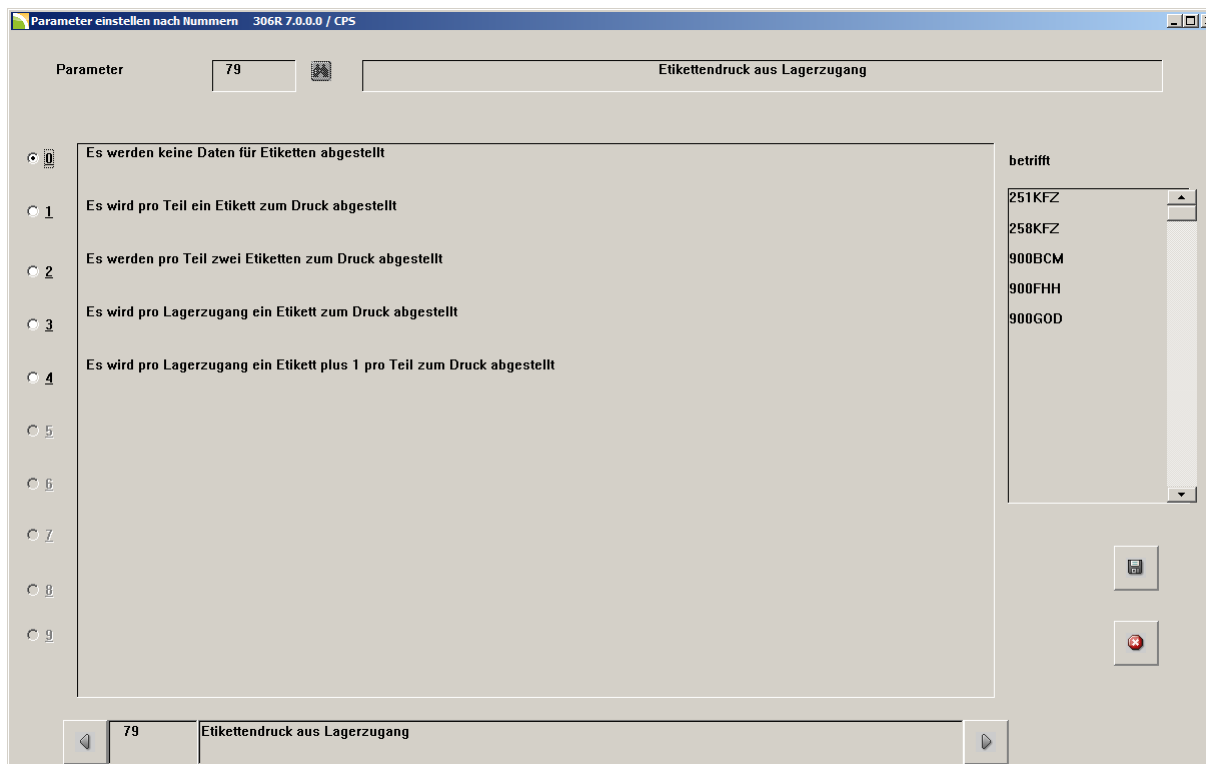 Parameter einstellen nach Nummern 306R 7.0.0.0 / CPS
Parameter 79 Etikettendruck aus Lagerzugang
0 Es werden keine Daten für Etiketten abgestellt
1 Es wird pro Teil ein Etikett zum Druck abgestellt
2 Es werden pro Teil zwei Etiketten zum Druck abgestellt
3 Es wird pro Lagerzugang ein Etikett zum Druck abgestellt
4 Es wird pro Lagerzugang ein Etikett plus 1 pro Teil zum Druck abgestellt
5
6
7
8
9
betrifft
251KFZ
258KFZ
900BCM
900FHH
900GOD
79 Etikettendruck aus Lagerzugang